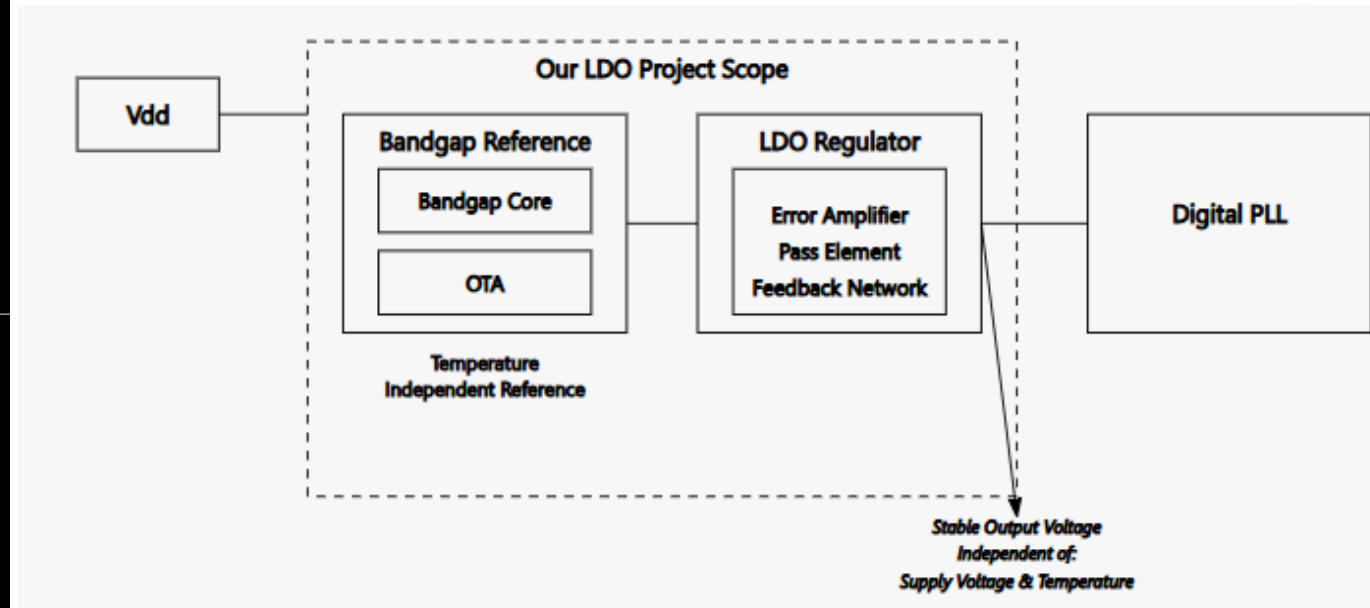 Our LDO Project Scope
Vdd
Bandgap Reference
Bandgap Core
OTA
Temperature
Independent Reference
LDO Regulator
Error Amplifier
Pass Element
Feedback Network
Digital PLL
Stable Output Voltage
Independent of:
Supply Voltage & Temperature